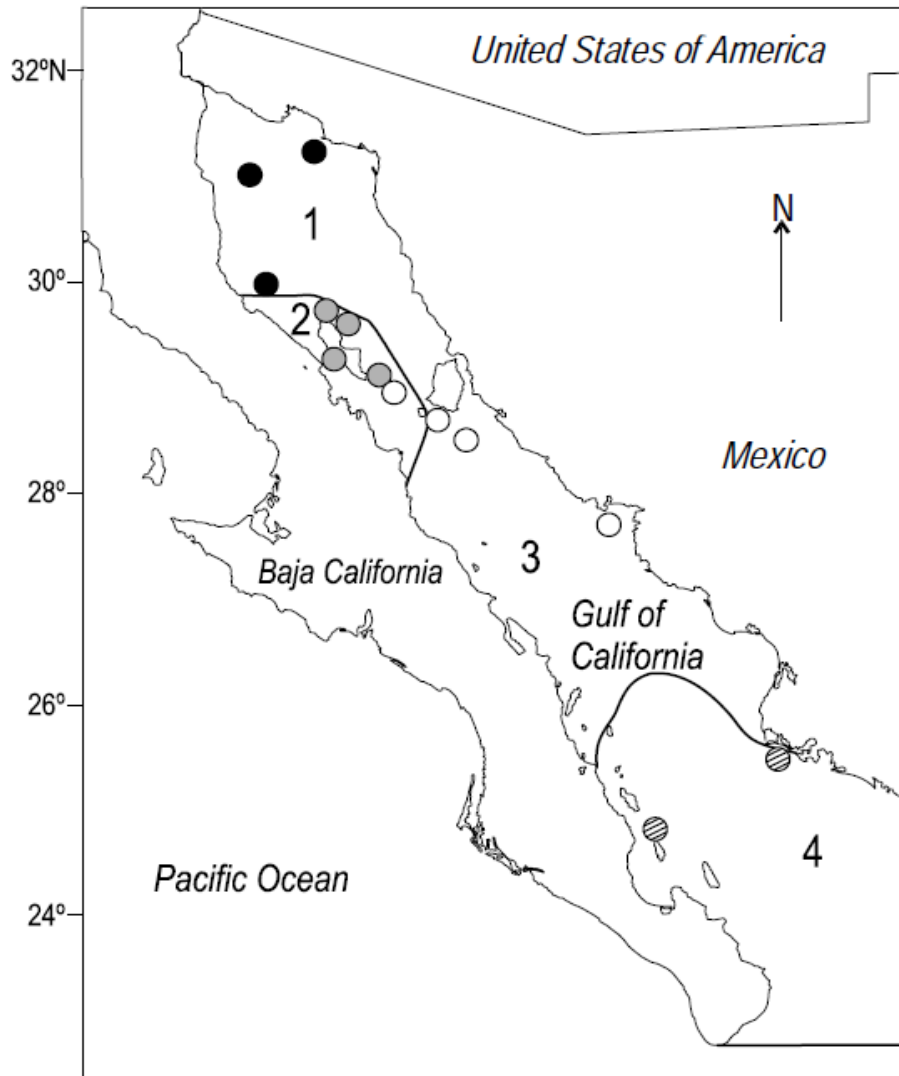 United States of America
32ºN
N
1
30º
2
Mexico
28º
3
Baja California
Gulf of
California
26º
4
Pacific Ocean
24º